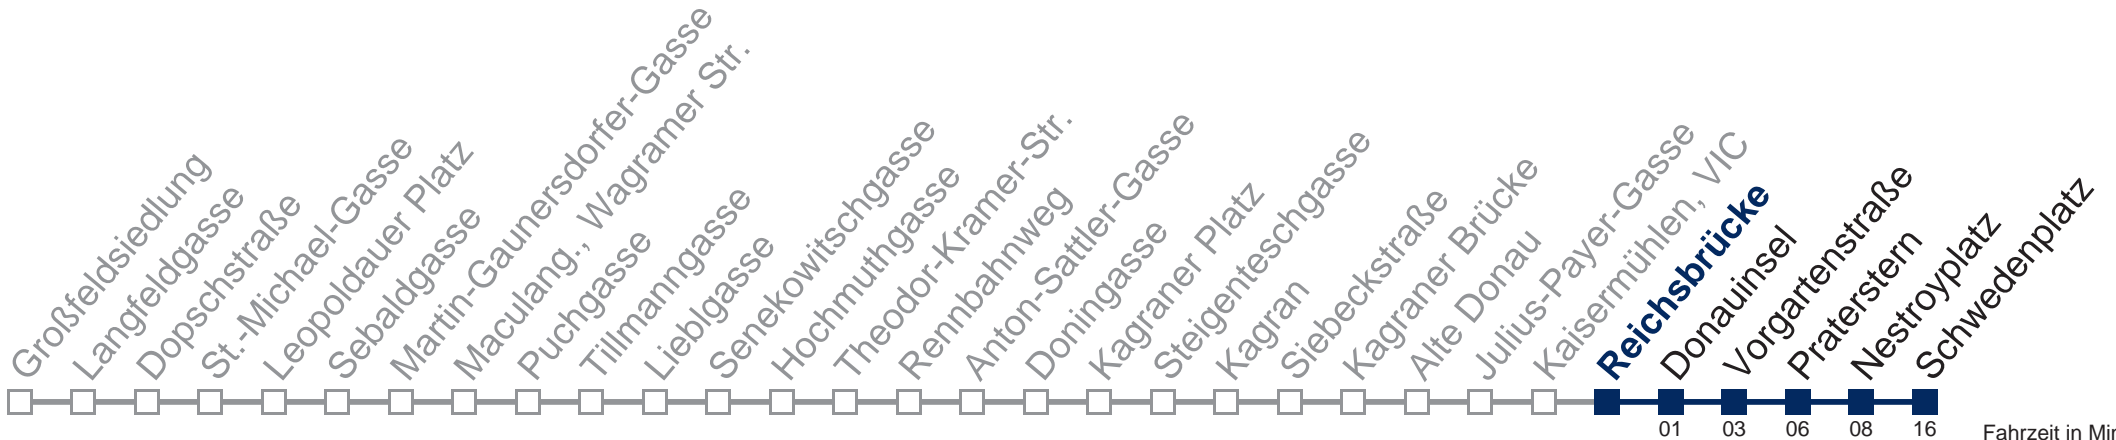 Großfeldsiedlung
Langfeldgasse
Dopschstraße
St.-Michael-Gasse
Leopoldauer Platz
Sebaldgasse
Martin-Gaunersdorfer-Gasse
Maculang., Wagramer Str.
Puchgasse
Tillmanngasse
Lieblgasse
Senekowitschgasse
Hochmuthgasse
Theodor-Kramer-Str.
Rennbahnweg
Anton-Sattler-Gasse
Doningasse
Kagraner Platz
Steigenteschgasse
Kagran
Siebeckstraße
Kagraner Brücke
Alte Donau
Julius-Payer-Gasse
Kaisermühlen, VIC
Reichsbrücke
Donauinsel
Vorgartenstraße
Praterstern
Nestroyplatz
Schwedenplatz
01 03 06 08 16
Fahrzeit in Min